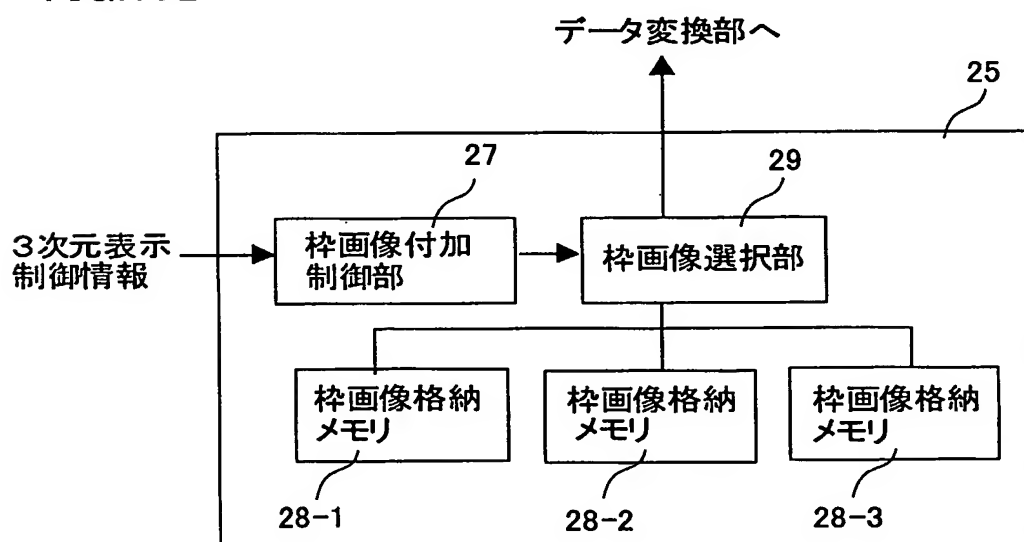 データ変換部へ
25
27
29
3次元表示
制御情報
枠画像付加
制御部
枠画像選択部
枠画像格納
メモリ
枠画像格納
メモリ
枠画像格納
メモリ
28-1
28-2
28-3